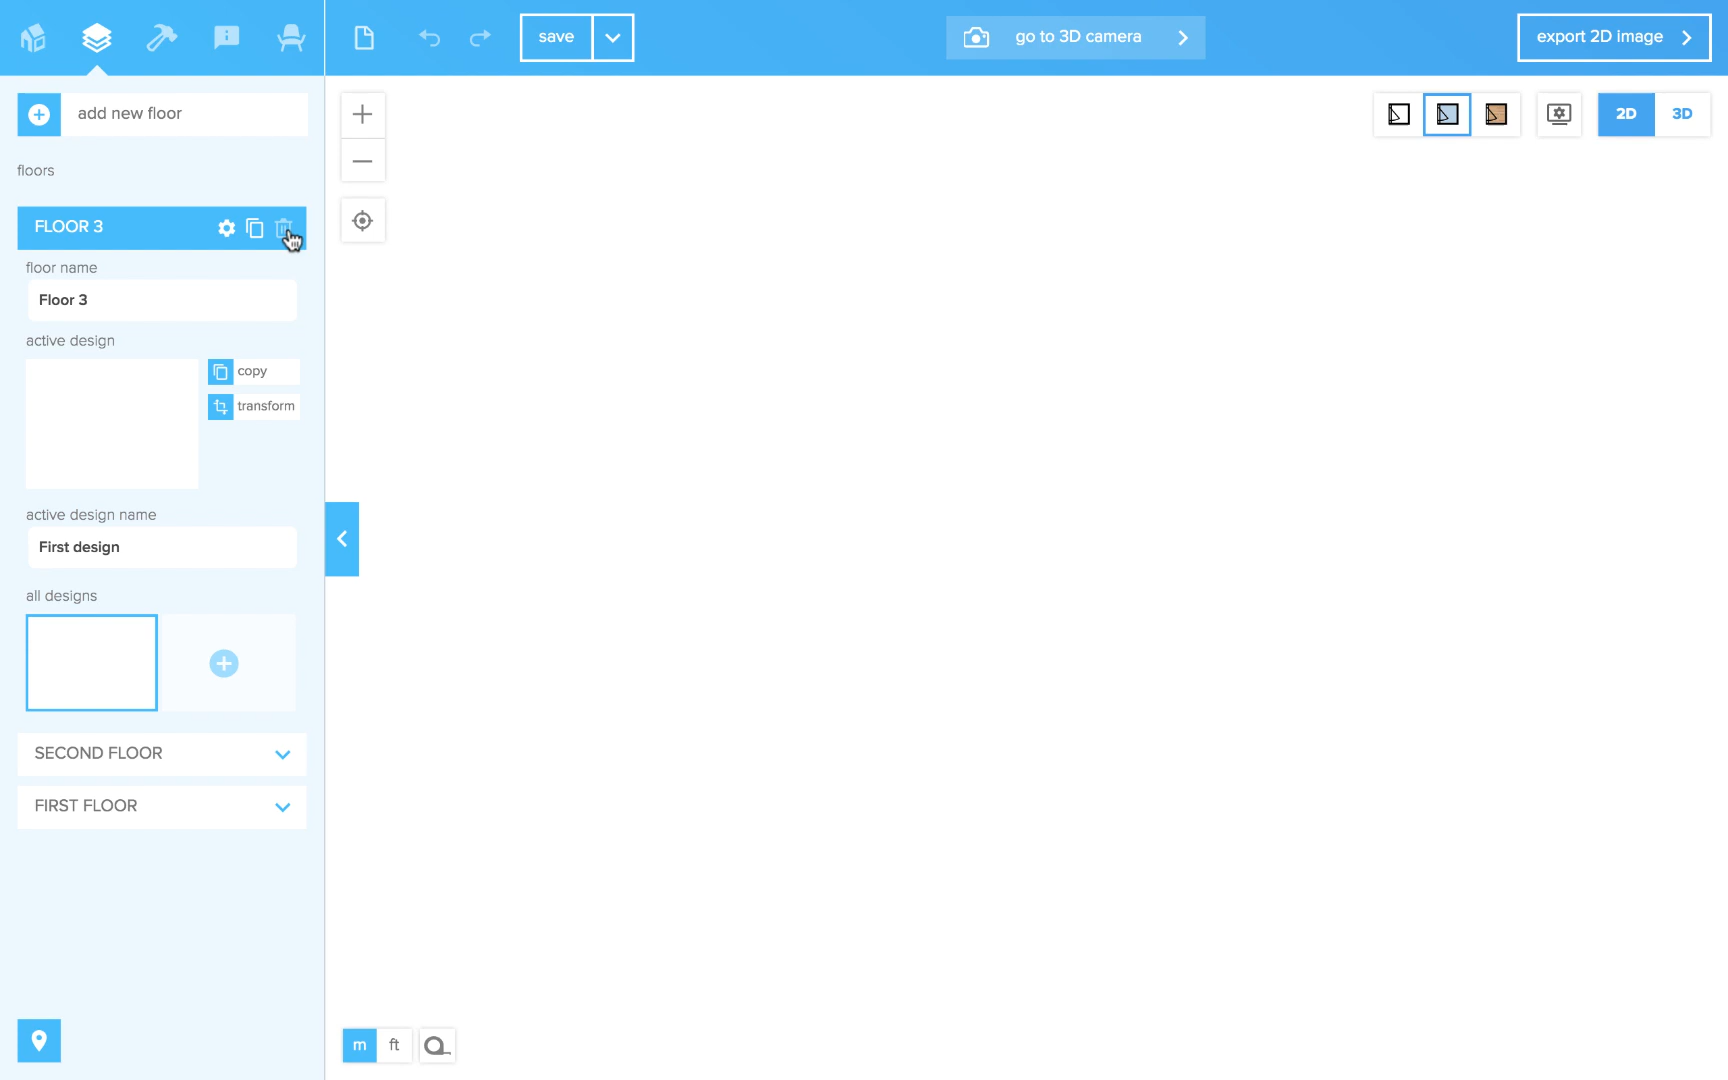 save
go to 3D camera
export 2D image
add new floor
2D
3D
floors
FLOOR 3
floor name
Floor 3
active design
copy
transform
active design name
First design
all designs
SECOND FLOOR
FIRST FLOOR
m
ft